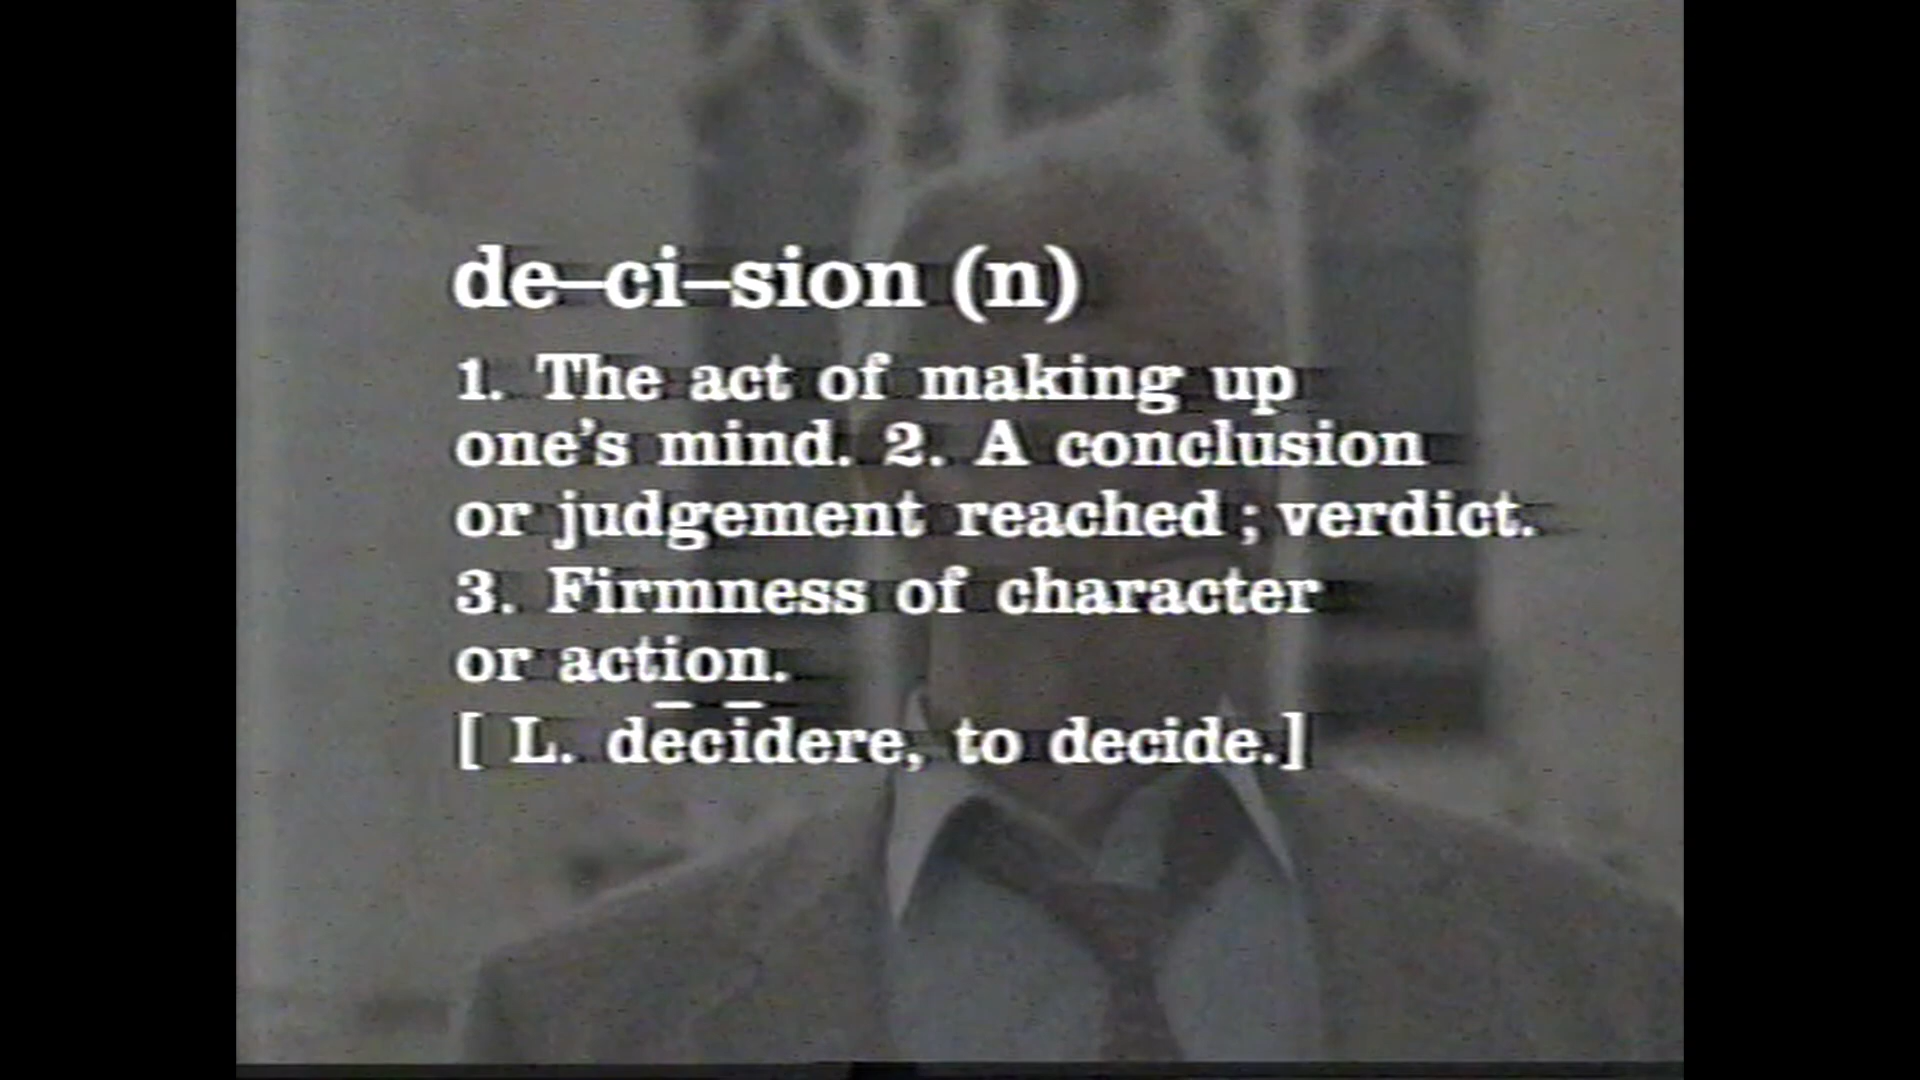 de–ci–sion (n)
1. The act of making up
one's mind. 2. A conclusion
or judgement reached ; verdict.
3. Firmness of character
or action.
[ L. dēcīdere, to decide.]